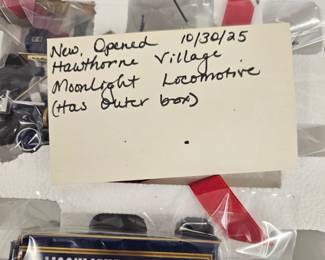 New, Opened 10/30/25
Hawthorne Village
Moonlight Locomotive
(Has outer box)